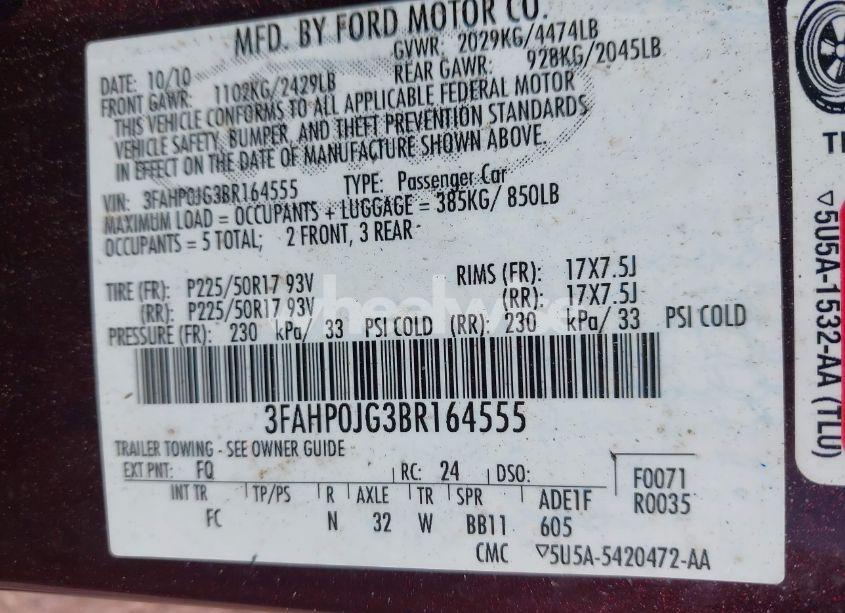 MFD. BY FORD MOTOR CO.
DATE: 10/10 GVWR: 2029KG/4474LB
FRONT GAWR: 1102KG/2429LB REAR GAWR: 928KG/2045LB
THIS VEHICLE CONFORMS TO ALL APPLICABLE FEDERAL MOTOR
VEHICLE SAFETY, BUMPER, AND THEFT PREVENTION STANDARDS
IN EFFECT ON THE DATE OF MANUFACTURE SHOWN ABOVE.
VIN: 3FAHP0JG3BR164555 TYPE: Passenger Car
MAXIMUM LOAD = OCCUPANTS + LUGGAGE = 385KG/ 850LB
OCCUPANTS = 5 TOTAL; 2 FRONT, 3 REAR
TIRE (FR): P225/50R17 93V RIMS (FR): 17X7.5J
(RR): P225/50R17 93V (RR): 17X7.5J
PRESSURE (FR): 230 kPa/ 33 PSI COLD (RR): 230 kPa/ 33 PSI COLD
3FAHP0JG3BR164555
TRAILER TOWING - SEE OWNER GUIDE
EXT PNT: FQ RC: 24 DSO: F0071
INT TR TP/PS R AXLE TR SPR ADE1F R0035
FC N 32 W BB11 605
CMC ▽5U5A-5420472-AA
▽5U5A-1532-AA (TLU)